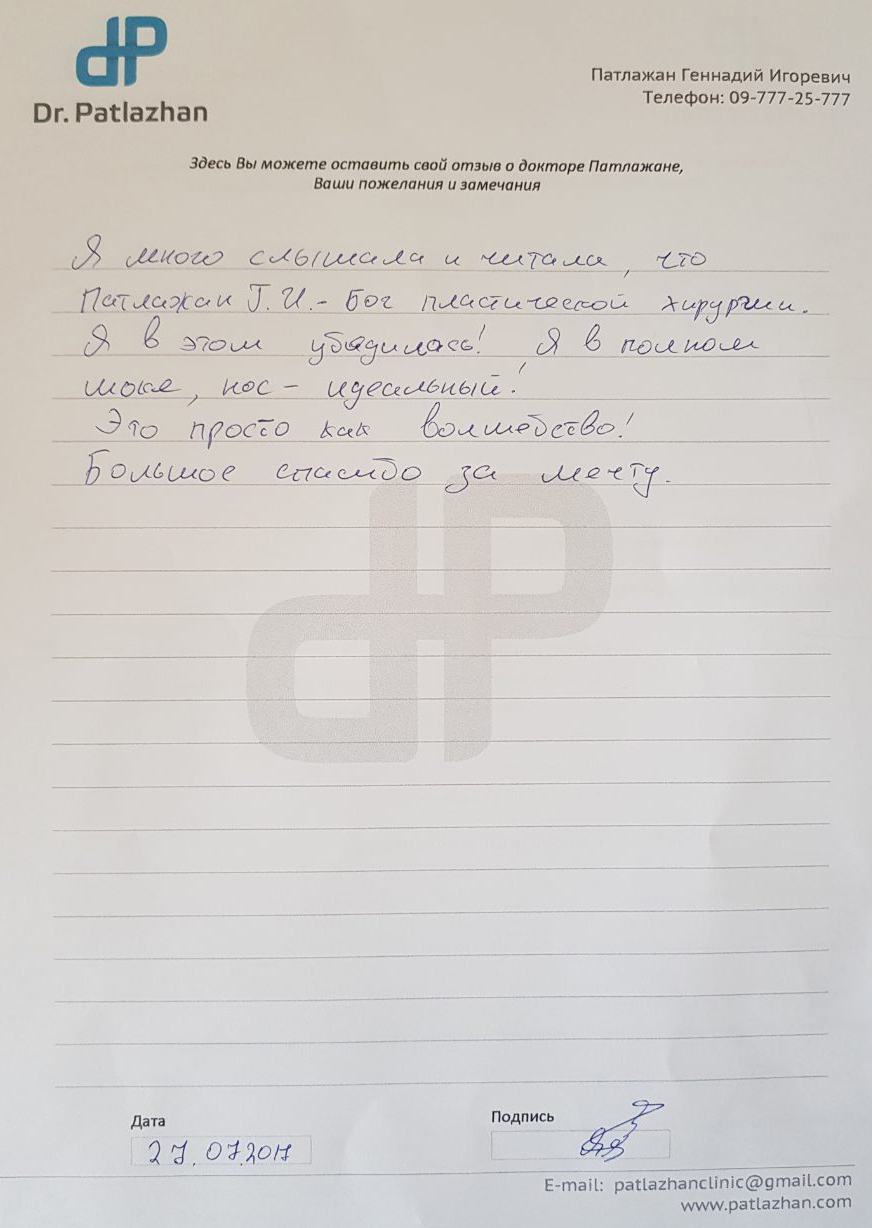 dP
Dr. Patlazhan
Патлажан Геннадий Игоревич
Телефон: 09-777-25-777
Здесь Вы можете оставить свой отзыв о докторе Патлажане,
Ваши пожелания и замечания
Я много слышала и читала, что
Патлажан Г.И. - Бог пластической хирургии.
Я в этом убедилась! Я в полном
шоке, нос - идеальный!
Это просто как волшебство!
Большое спасибо за мечту.
dP
Дата
Подпись
27.07.2017
E-mail: patlazhanclinic@gmail.com
www.patlazhan.com